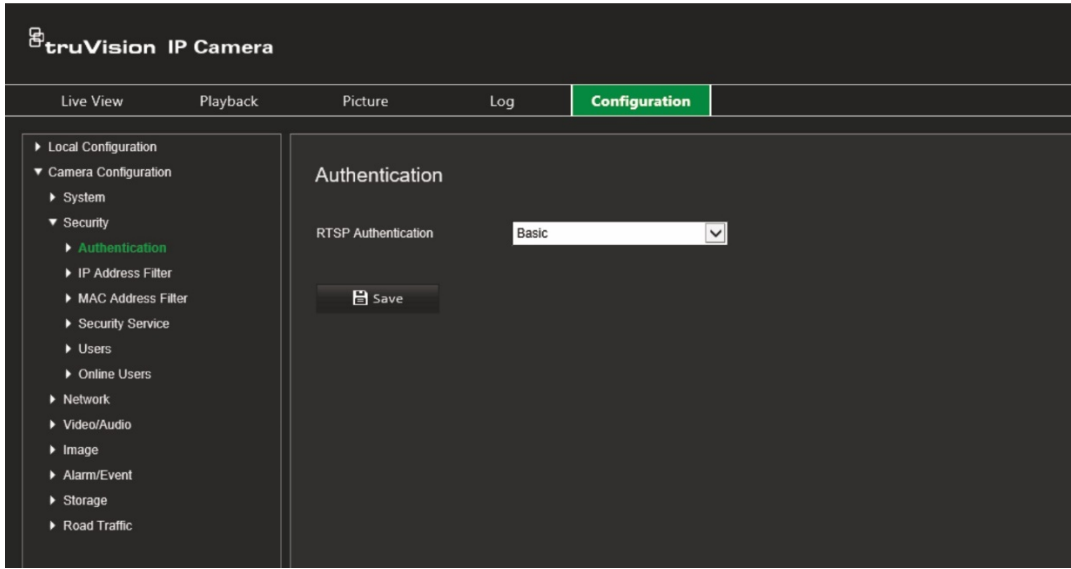 truVision IP Camera
Live View Playback Picture Log Configuration
Local Configuration
Camera Configuration
System
Security
Authentication
IP Address Filter
MAC Address Filter
Security Service
Users
Online Users
Network
Video/Audio
Image
Alarm/Event
Storage
Road Traffic
Authentication
RTSP Authentication Basic
Save